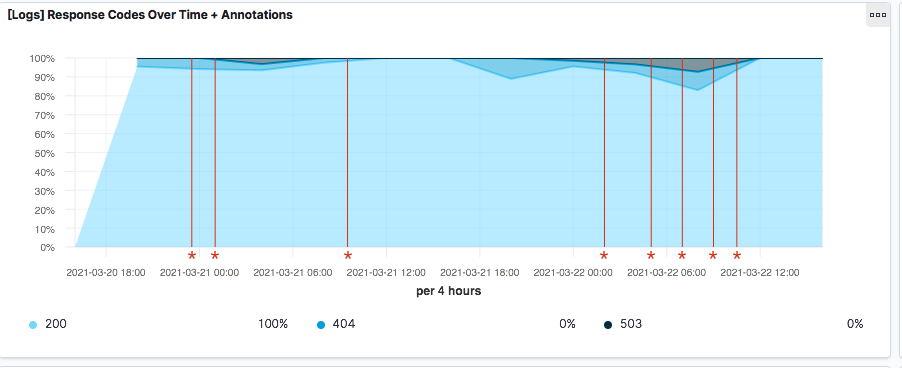 [Logs] Response Codes Over Time + Annotations
100%
90%
80%
70%
60%
50%
40%
30%
20%
10%
0%
2021-03-20 18:00 2021-03-21 00:00 2021-03-21 06:00 2021-03-21 12:00 2021-03-21 18:00 2021-03-22 00:00 2021-03-22 06:00 2021-03-22 12:00
per 4 hours
200 100% 404 0% 503 0%